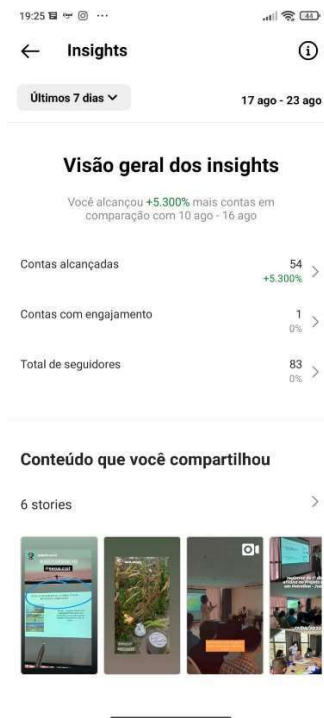 19:25
44
Insights
Últimos 7 dias
17 ago - 23 ago
Visão geral dos insights
Você alcançou +5.300% mais contas em
comparação com 10 ago - 16 ago
Contas alcançadas
54
+5.300%
Contas com engajamento
1
0%
Total de seguidores
83
0%
Conteúdo que você compartilhou
6 stories